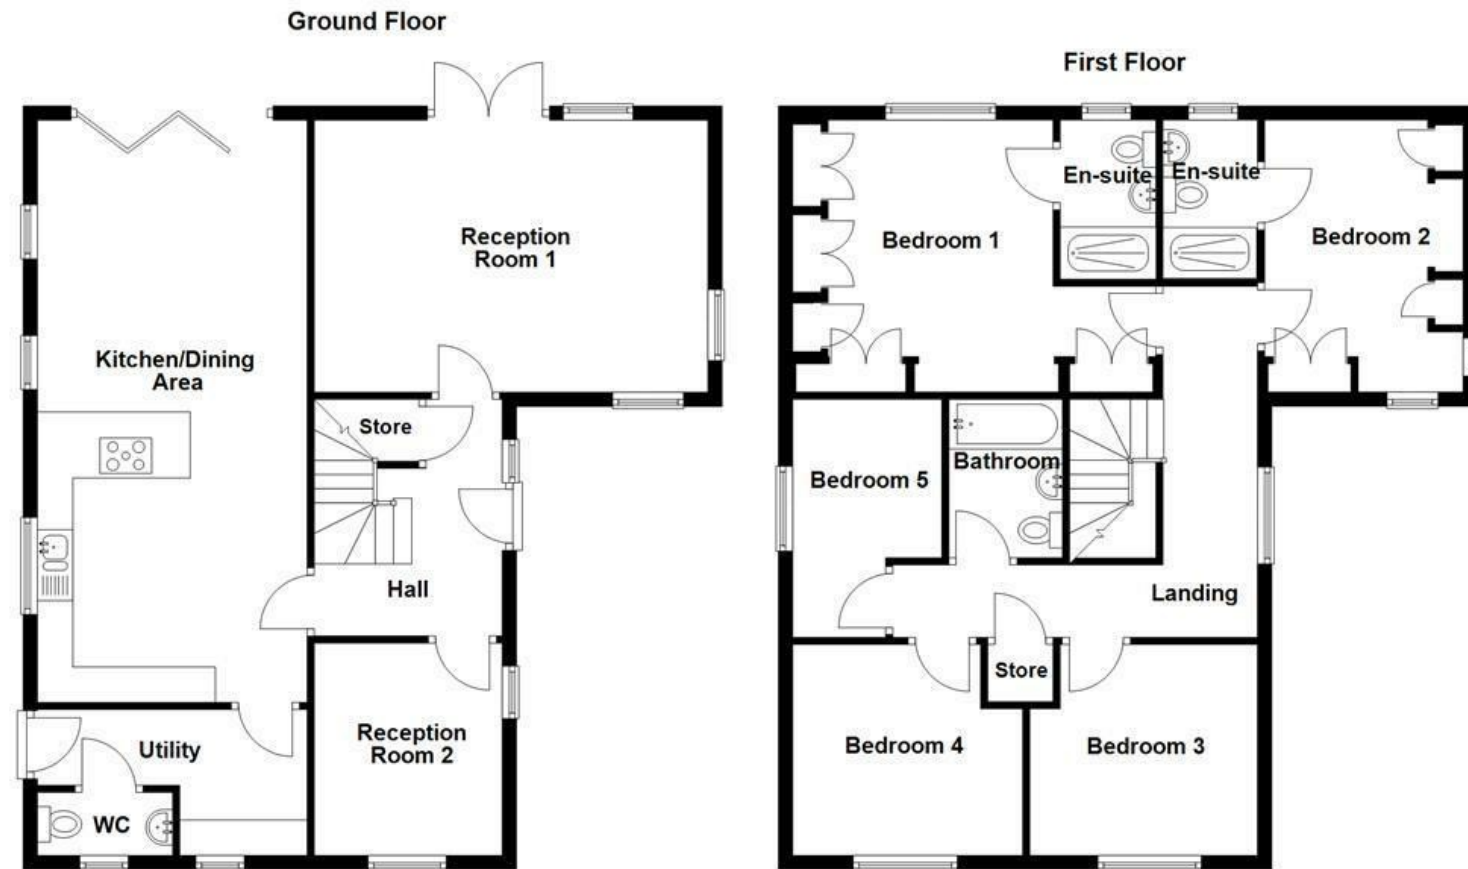 Ground Floor
Reception
Room 1
Kitchen/Dining
Area
Store
Hall
Utility
Reception
Room 2
WC
First Floor
En-suite
En-suite
Bedroom 1
Bedroom 2
Bathroom
Bedroom 5
Landing
Store
Bedroom 4
Bedroom 3